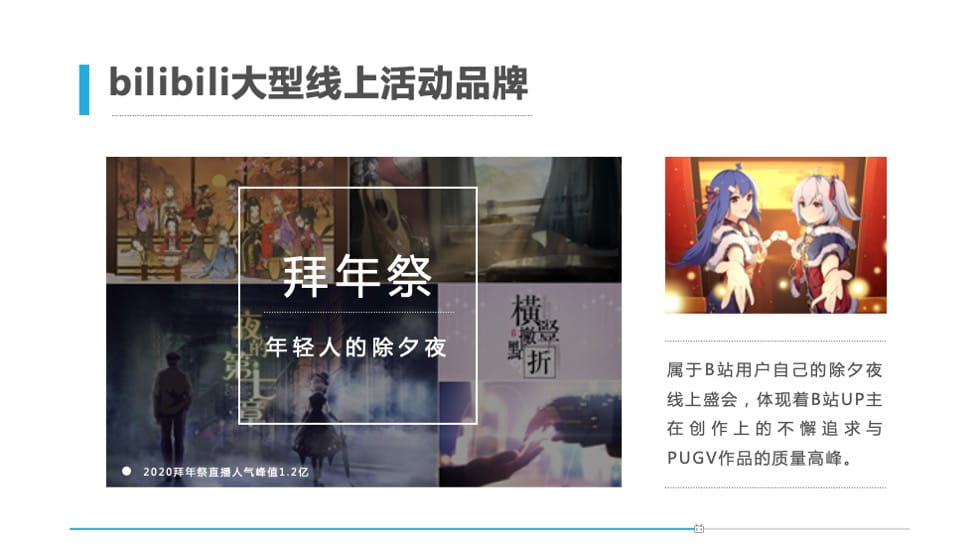 bilibili大型线上活动品牌
拜年祭
年轻人的除夕夜
夜的
第七章
横竖
撇点
折
2020拜年祭直播人气峰值1.2亿
属于B站用户自己的除夕夜
线上盛会，体现着B站UP主
在创作上的不懈追求与
PUGV作品的质量高峰。